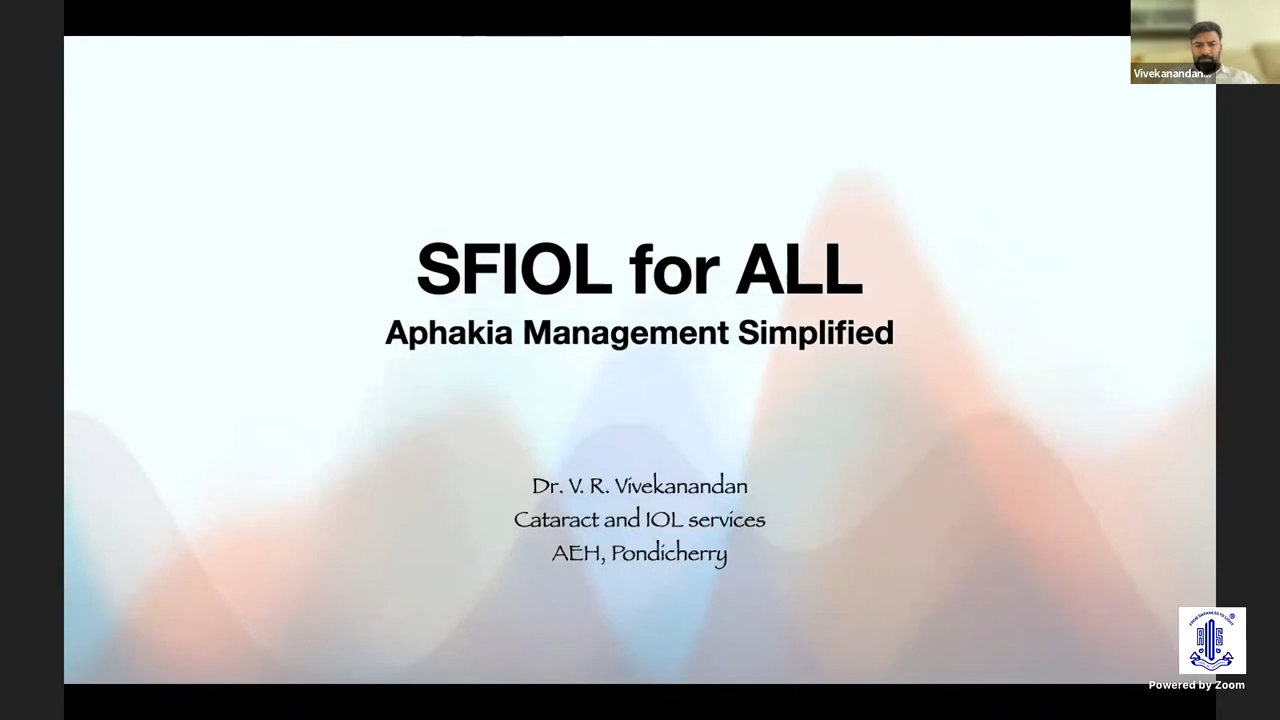 Vivekanandan...
SFIOL for ALL
Aphakia Management Simplified
Dr. V. R. Vivekanandan
Cataract and IOL services
AEH, Pondicherry
Powered by Zoom